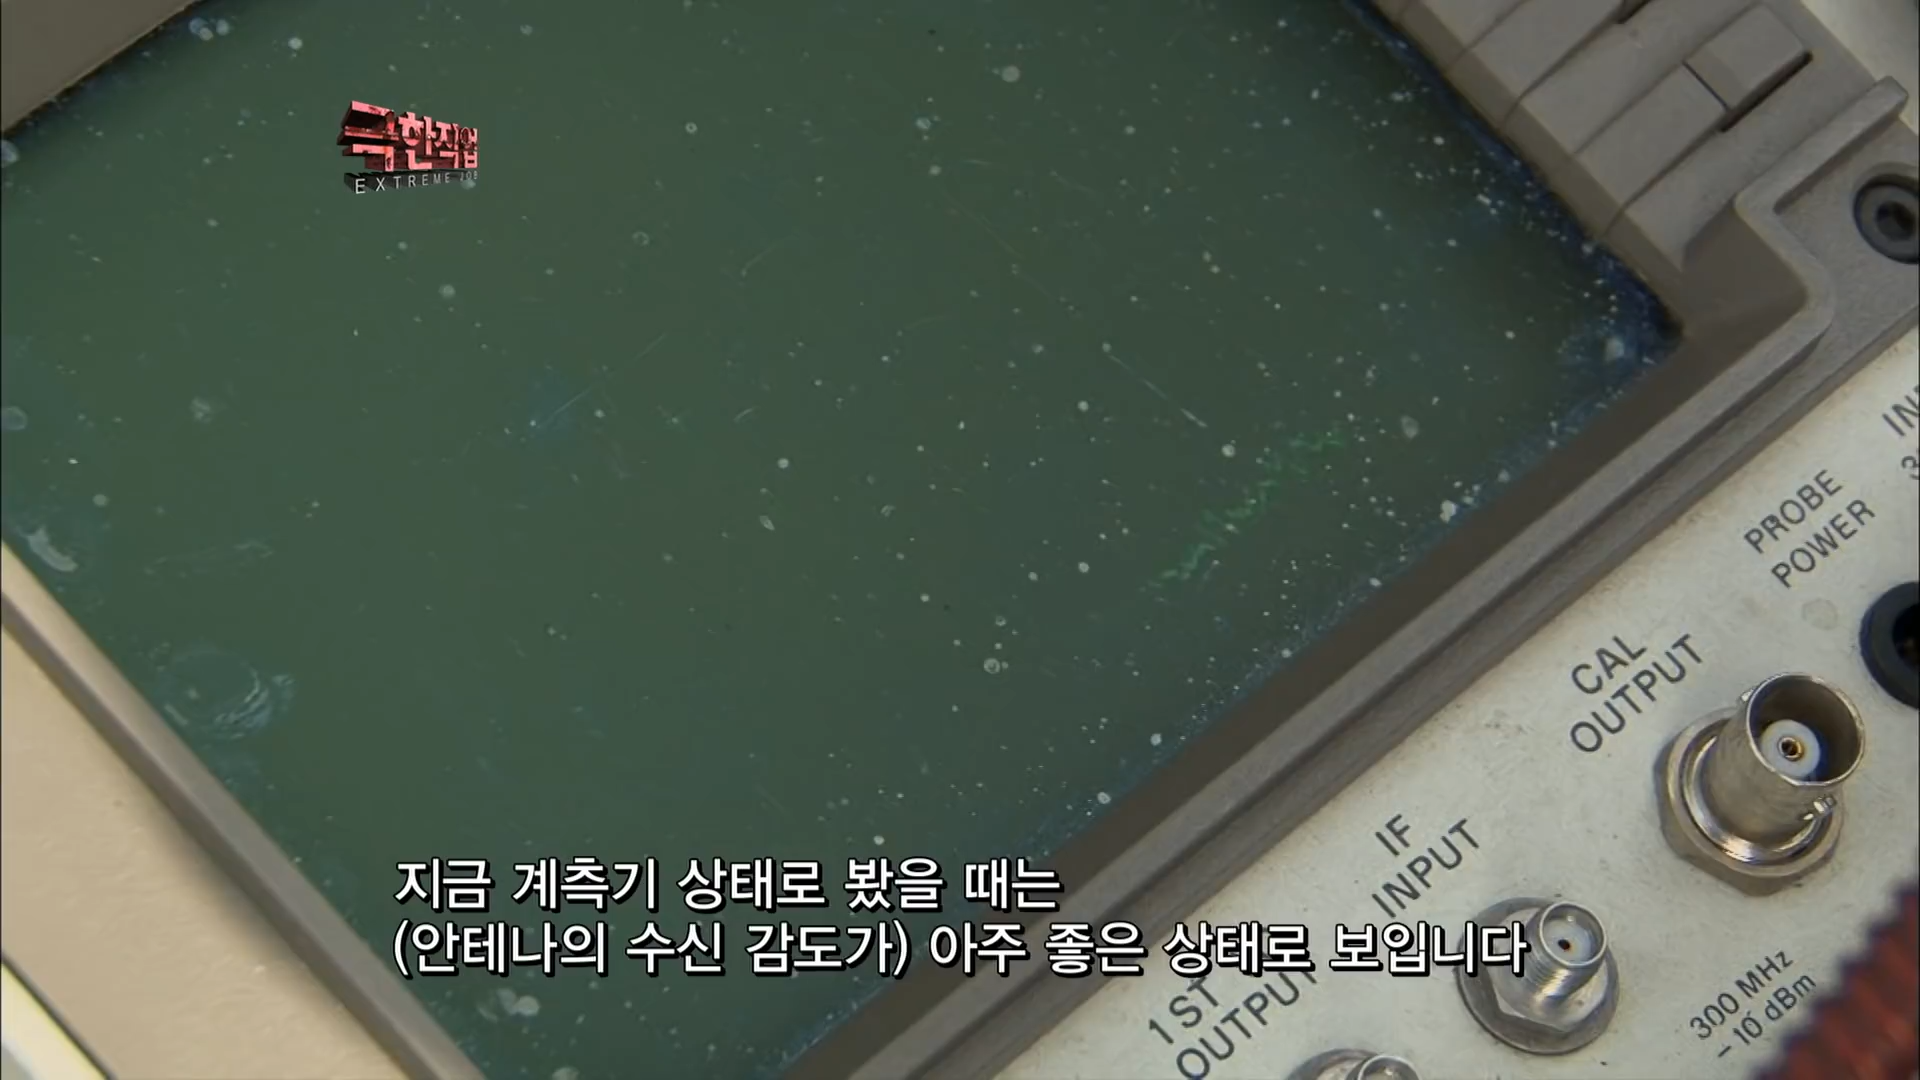 극한직업
EXTREME JOB
PROBE
POWER
CAL
OUTPUT
IF
INPUT
300 MHz
-10 dBm
1ST
OUTPUT
지금 계측기 상태로 봤을 때는
(안테나의 수신 감도가) 아주 좋은 상태로 보입니다